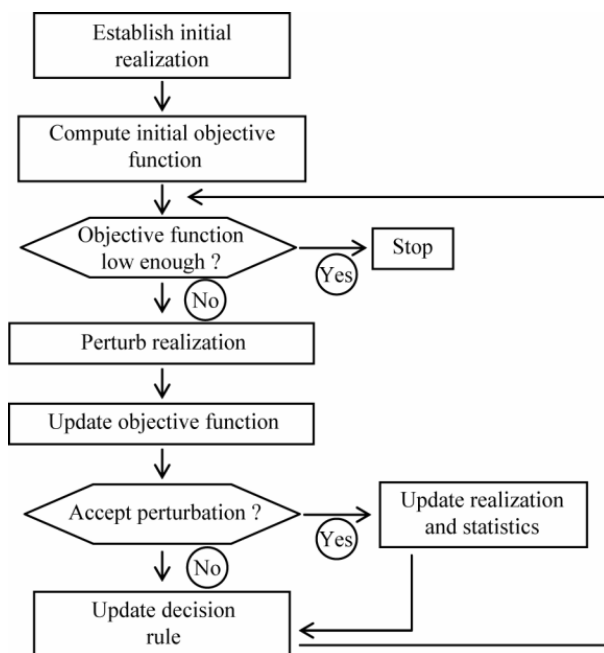 Establish initial
realization
Compute initial objective
function
Objective function
low enough ?
Yes
Stop
No
Perturb realization
Update objective function
Accept perturbation ?
Yes
Update realization
and statistics
No
Update decision
rule